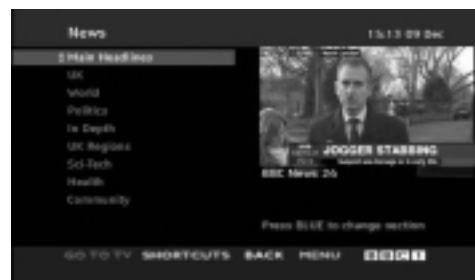 News 15:13 09 Dec
Main Headlines
UK
World
Politics
In Depth
UK Regions
Sci-Tech
Health
Community
JOGGER STABBING
BBC News 24
Press BLUE to change section
GO TO TV SHORTCUTS BACK MENU BBCi